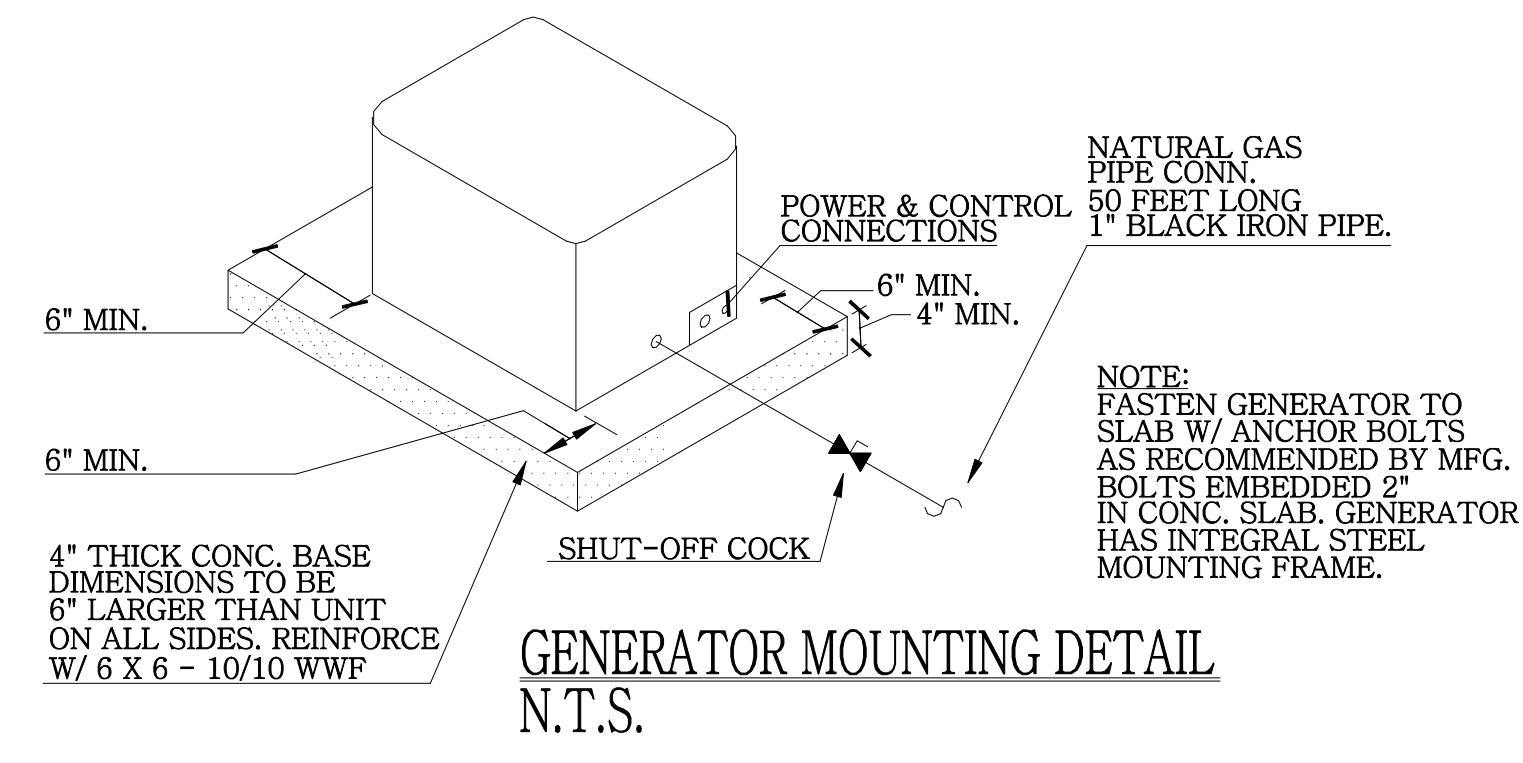 NATURAL GAS
PIPE CONN.
50 FEET LONG
1" BLACK IRON PIPE.
POWER & CONTROL
CONNECTIONS
6" MIN.
4" MIN.
6" MIN.
6" MIN.
NOTE:
FASTEN GENERATOR TO
SLAB W/ ANCHOR BOLTS
AS RECOMMENDED BY MFG.
BOLTS EMBEDDED 2"
IN CONC. SLAB. GENERATOR
HAS INTEGRAL STEEL
MOUNTING FRAME.
SHUT-OFF COCK
4" THICK CONC. BASE
DIMENSIONS TO BE
6" LARGER THAN UNIT
ON ALL SIDES. REINFORCE
W/ 6 X 6 - 10/10 WWF
GENERATOR MOUNTING DETAIL
N.T.S.